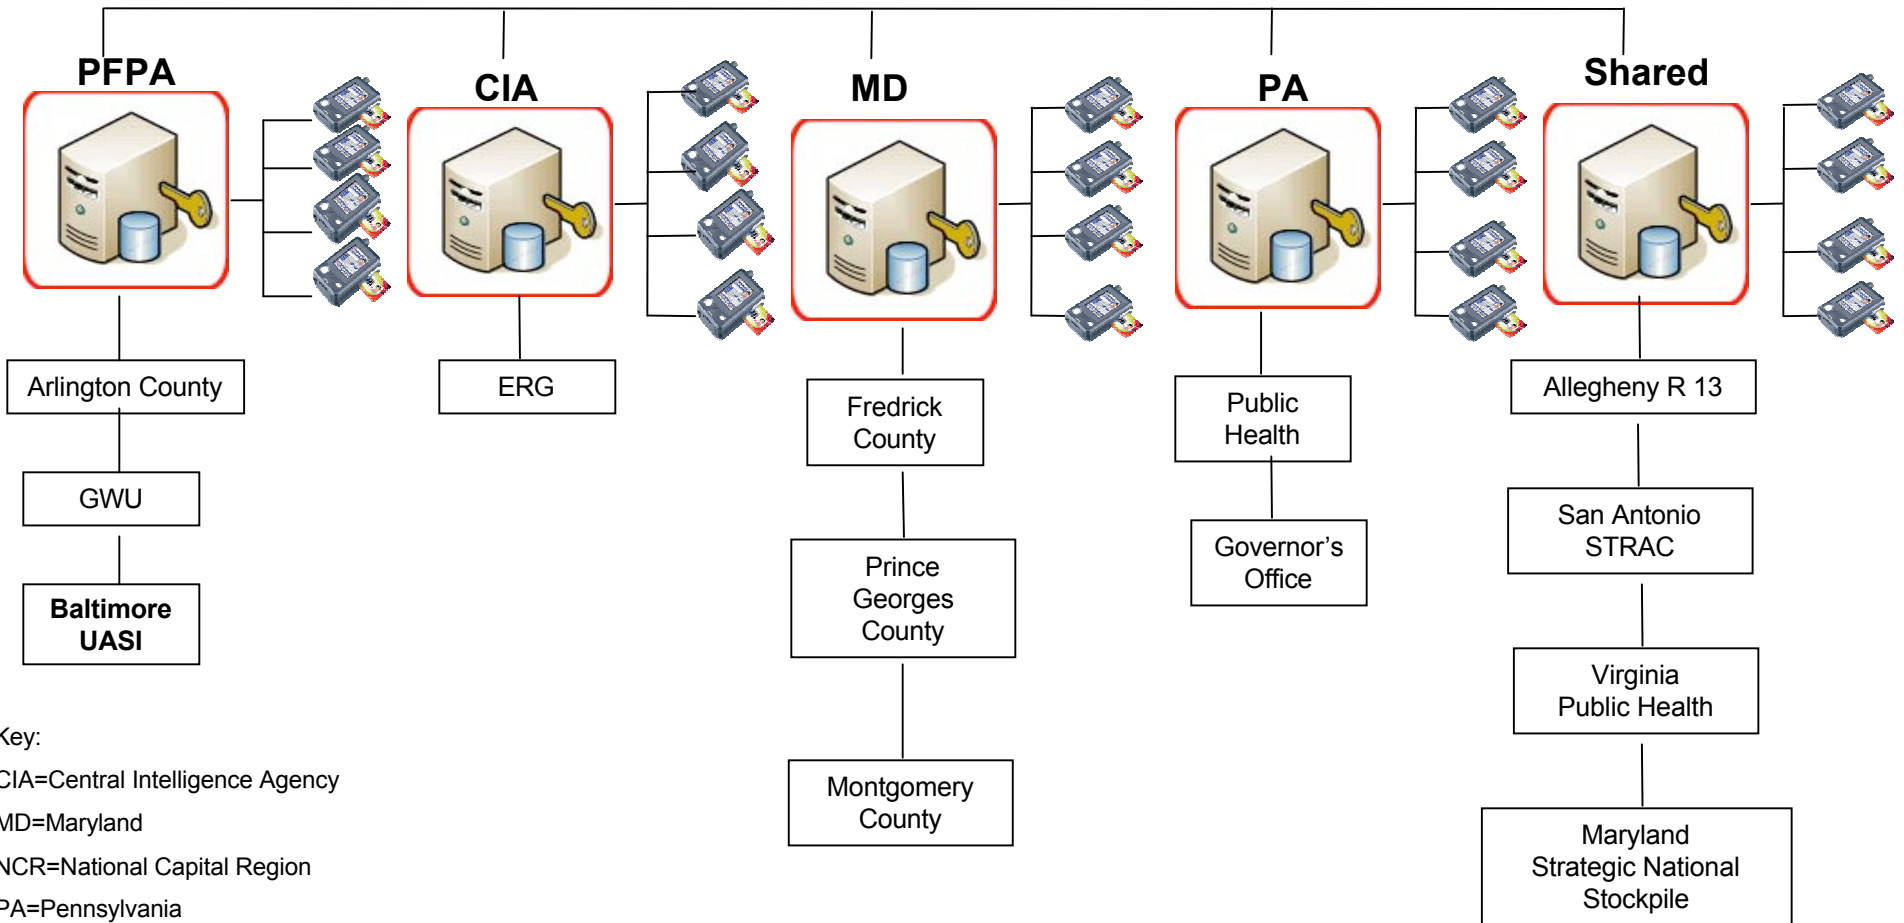 PFPA
CIA
MD
PA
Shared
Arlington County
GWU
Baltimore
UASI
ERG
Fredrick
County
Prince
Georges
County
Montgomery
County
Public
Health
Governor’s
Office
Allegheny R 13
San Antonio
STRAC
Virginia
Public Health
Maryland
Strategic National
Stockpile
Key:
CIA=Central Intelligence Agency
MD=Maryland
NCR=National Capital Region
PA=Pennsylvania